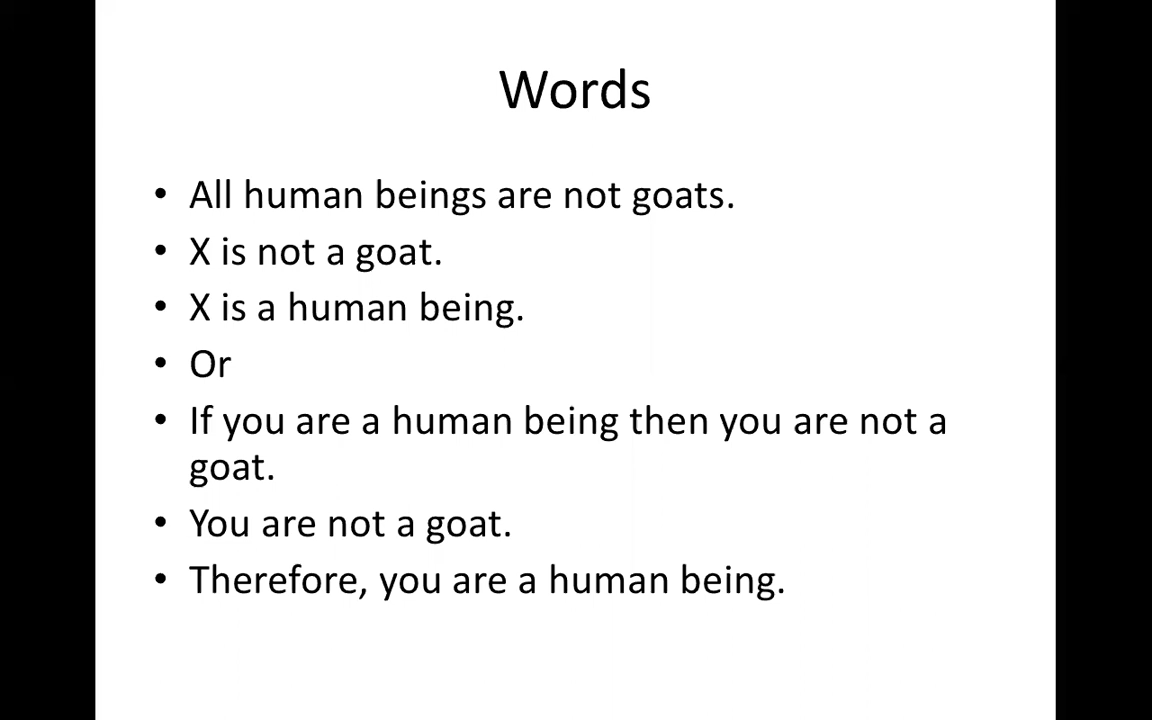 Words
• All human beings are not goats.
• X is not a goat.
• X is a human being.
• Or
• If you are a human being then you are not a
goat.
• You are not a goat.
• Therefore, you are a human being.